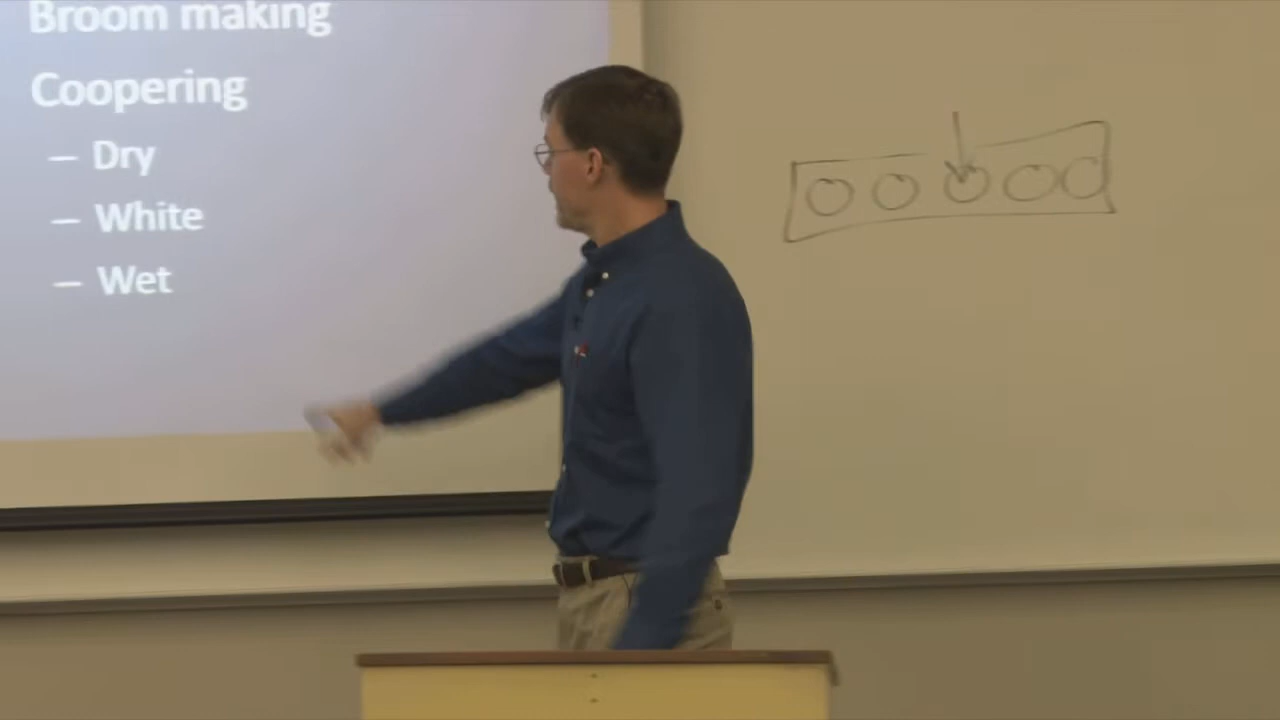 Broom making
Coopering
– Dry
– White
– Wet